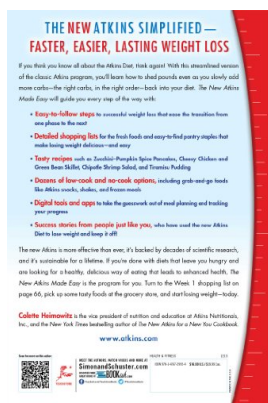 THE NEW ATKINS SIMPLIFIED—
FASTER, EASIER, LASTING WEIGHT LOSS
If you think you know all about the Atkins Diet, think again! With this streamlined version
of the classic Atkins program, you'll learn how to shed pounds even as you slowly add
more carbs—the right carbs, in the right order—back into your diet. The New Atkins
Made Easy will guide you every step of the way with:
• Easy-to-follow steps to successful weight loss that ease the transition from
one phase to the next
• Detailed shopping lists for the fresh foods and easy-to-find pantry staples that
make losing weight delicious—and easy
• Tasty recipes such as Zucchini-Pumpkin Spice Pancakes, Cheesy Chicken and
Green Bean Skillet, Chipotle Shrimp Salad, and Tiramisu Pudding
• Dozens of low-cook and no-cook options, including grab-and-go foods
like Atkins snacks, shakes, and frozen meals
• Digital tools and apps to take the guesswork out of meal planning and tracking
your progress
• Success stories from people just like you, who have used the new Atkins
Diet to lose weight and keep it off!
The new Atkins is more effective than ever, it's backed by decades of scientific research,
and it's sustainable for a lifetime. If you're done with diets that leave you hungry and
are looking for a healthy, delicious way of eating that leads to enhanced health, The
New Atkins Made Easy is the program for you. Turn to the Week 1 shopping list on
page 66, pick up some tasty foods at the grocery store, and start losing weight—today.
Colette Heimowitz is the vice president of nutrition and education at Atkins Nutritionals,
Inc., and the New York Times bestselling author of The New Atkins for a New You Cookbook.
www.atkins.com
MEET THE AUTHORS, WATCH VIDEOS AND MORE AT
SimonandSchuster.com
HEALTH & FITNESS